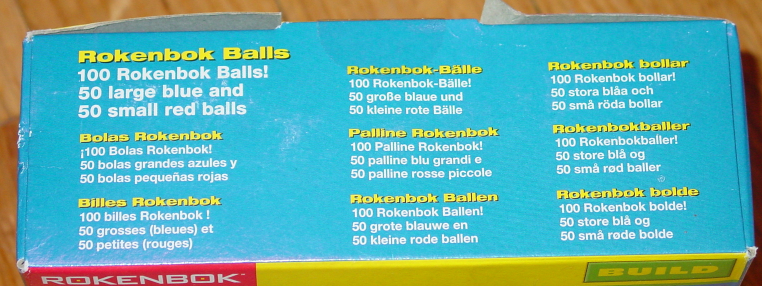 Rokenbok Balls
100 Rokenbok Balls!
50 large blue and
50 small red balls
Bolas Rokenbok
¡100 Bolas Rokenbok!
50 bolas grandes azules y
50 bolas pequeñas rojas
Billes Rokenbok
100 billes Rokenbok !
50 grosses (bleues) et
50 petites (rouges)
Rokenbok-Bälle
100 Rokenbok-Bälle!
50 große blaue und
50 kleine rote Bälle
Palline Rokenbok
100 Palline Rokenbok!
50 palline blu grandi e
50 palline rosse piccole
Rokenbok Ballen
100 Rokenbok Ballen!
50 grote blauwe en
50 kleine rode ballen
Rokenbok bollar
100 Rokenbok bollar!
50 stora blåa och
50 små röda bollar
Rokenbokballer
100 Rokenbokballer!
50 store blå og
50 små rød baller
Rokenbok bolde
100 Rokenbok bolde!
50 store blå og
50 små røde bolde
ROKENBOK
BUILD